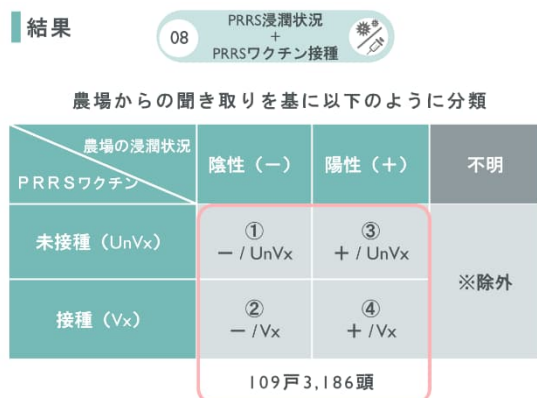 結果
08
PRRS浸潤状況
+
PRRSワクチン接種
農場からの聞き取りを基に以下のように分類
農場の浸潤状況
PRRSワクチン
陰性（－）
陽性（＋）
不明
未接種（UnVx）
①
－ / UnVx
③
＋ / UnVx
※除外
接種（Vx）
②
－ /Vx
④
＋ /Vx
109戸3,186頭